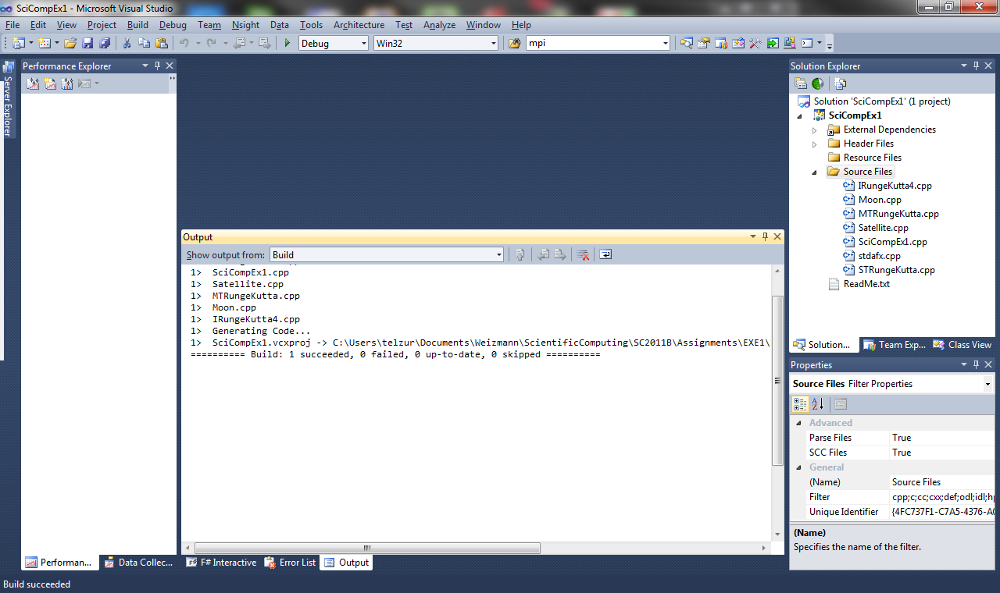 SciCompEx1 - Microsoft Visual Studio
File Edit View Project Build Debug Team Nsight Data Tools Architecture Test Analyze Window Help
Debug Win32 mpi
Server Explorer
Performance Explorer
Output
Show output from: Build
1> SciCompEx1.cpp
1> Satellite.cpp
1> MTRungeKutta.cpp
1> Moon.cpp
1> IRungeKutta4.cpp
1> Generating Code...
1> SciCompEx1.vcxproj -> C:\Users\telzur\Documents\Weizmann\ScientificComputing\SC2011B\Assignments\EXE1\
========== Build: 1 succeeded, 0 failed, 0 up-to-date, 0 skipped ==========
Solution Explorer
Solution 'SciCompEx1' (1 project)
SciCompEx1
External Dependencies
Header Files
Resource Files
Source Files
IRungeKutta4.cpp
Moon.cpp
MTRungeKutta.cpp
Satellite.cpp
SciCompEx1.cpp
stdafx.cpp
STRungeKutta.cpp
ReadMe.txt
Solution... Team Exp... Class View
Properties
Source Files Filter Properties
Advanced
Parse Files True
SCC Files True
General
(Name) Source Files
Filter cpp;c;cc;cxx;def;odl;idl;hp
Unique Identifier {4FC737F1-C7A5-4376-A0
(Name)
Specifies the name of the filter.
Performan... Data Collec... F# Interactive Error List Output
Build succeeded